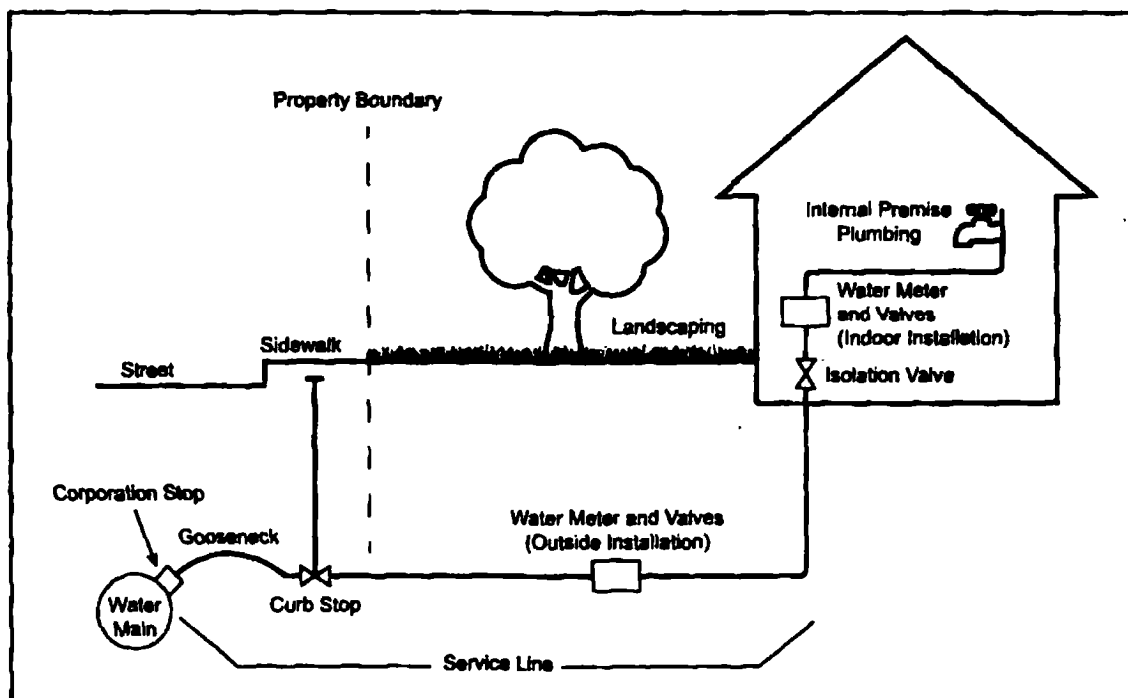 Property Boundary
Internal Premise
Plumbing
Water Meter
and Valves
(Indoor Installation)
Landscaping
Sidewalk
Street
Isolation Valve
Corporation Stop
Gooseneck
Water Meter and Valves
(Outside Installation)
Curb Stop
Water
Main
Service Line